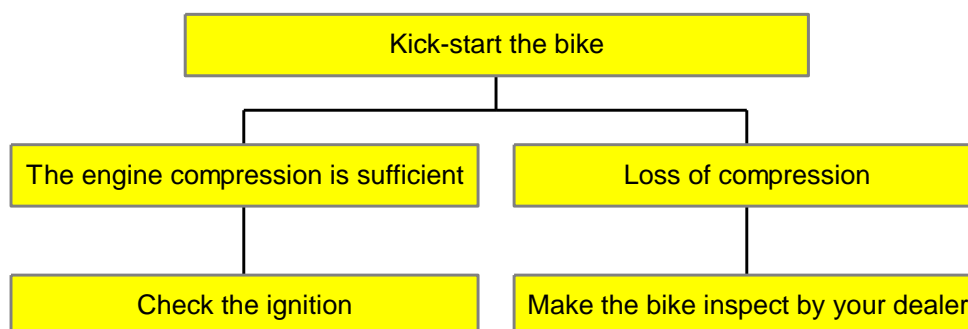 Kick-start the bike
The engine compression is sufficient
Loss of compression
Check the ignition
Make the bike inspect by your dealer